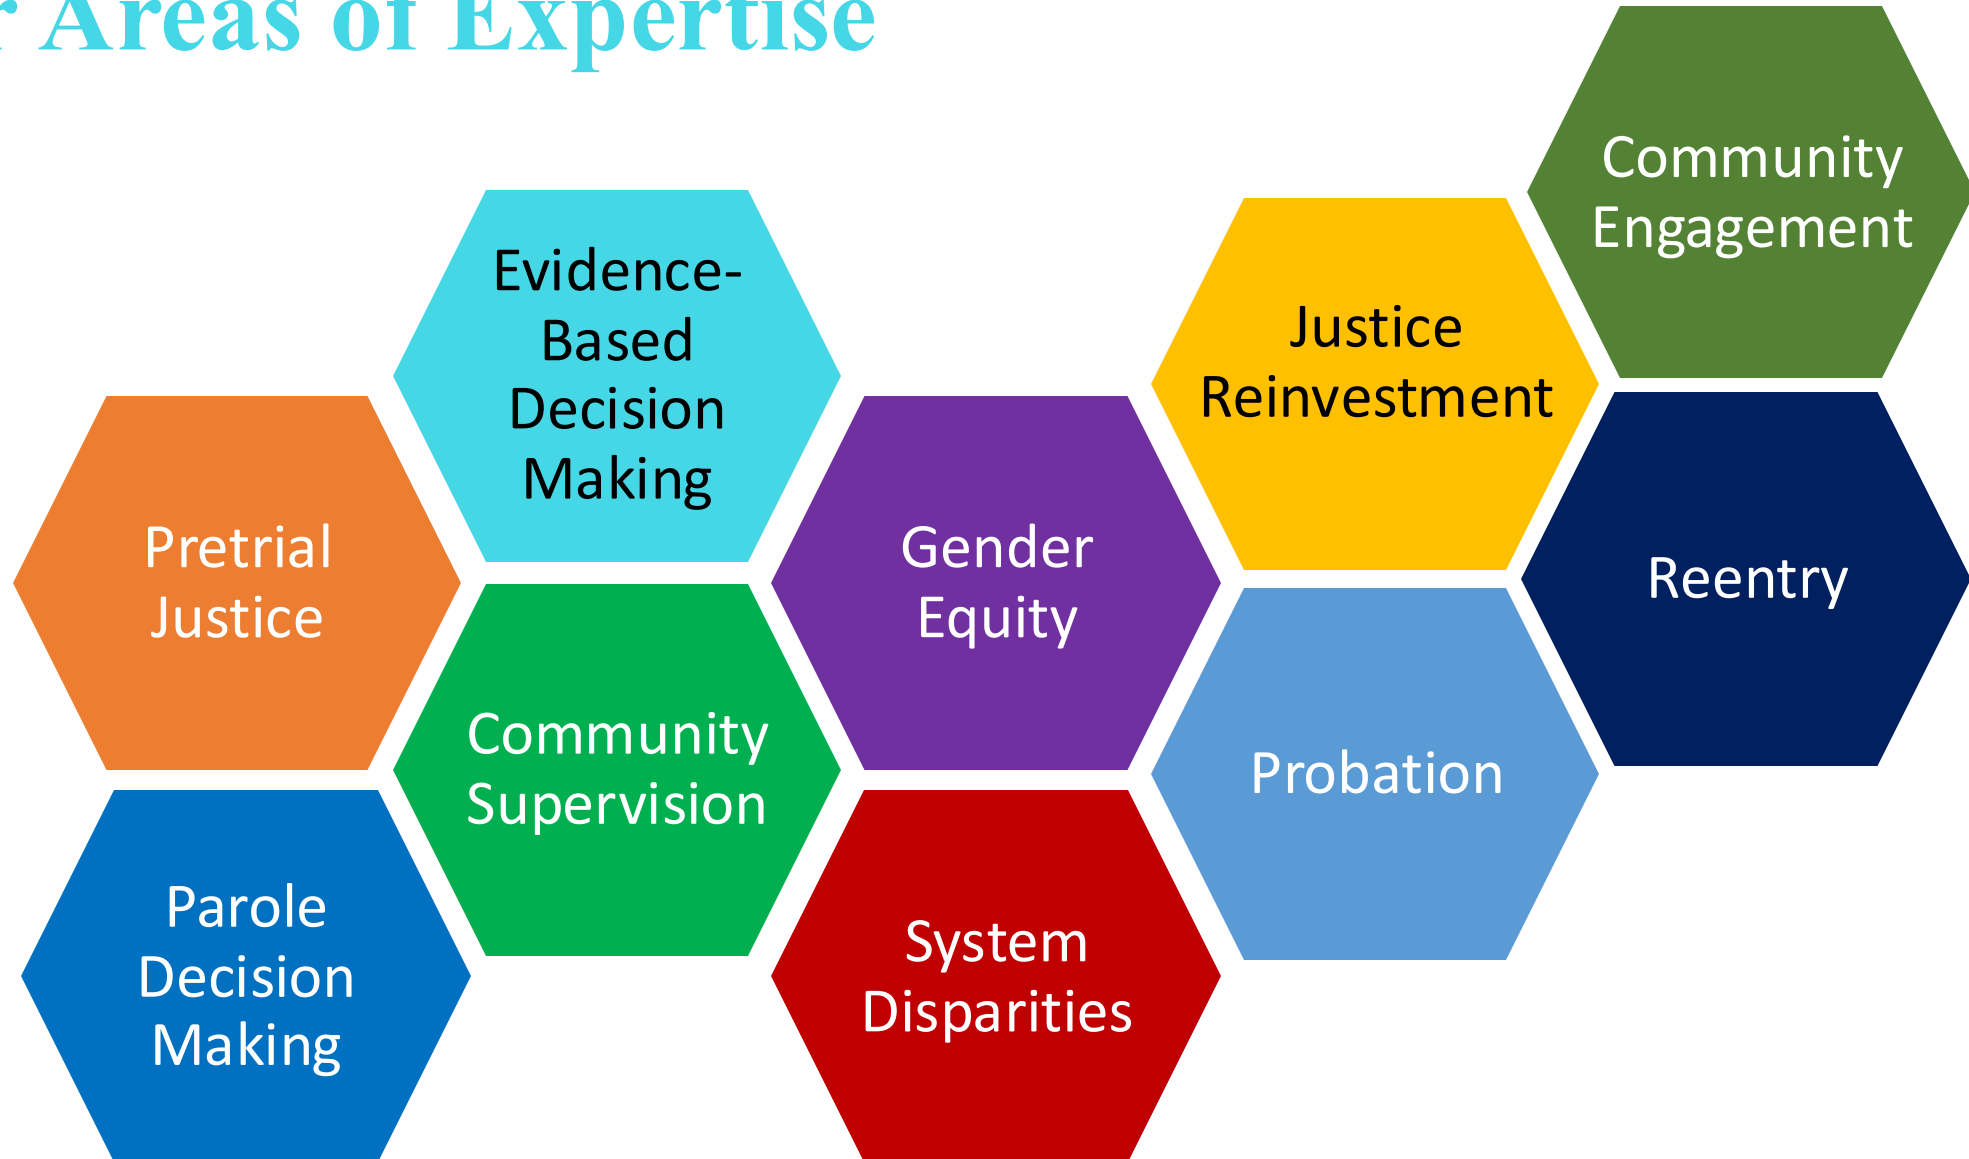 r Areas of Expertise
Community
Engagement
Evidence-
Based
Decision
Making
Justice
Reinvestment
Pretrial
Justice
Gender
Equity
Reentry
Community
Supervision
Probation
Parole
Decision
Making
System
Disparities